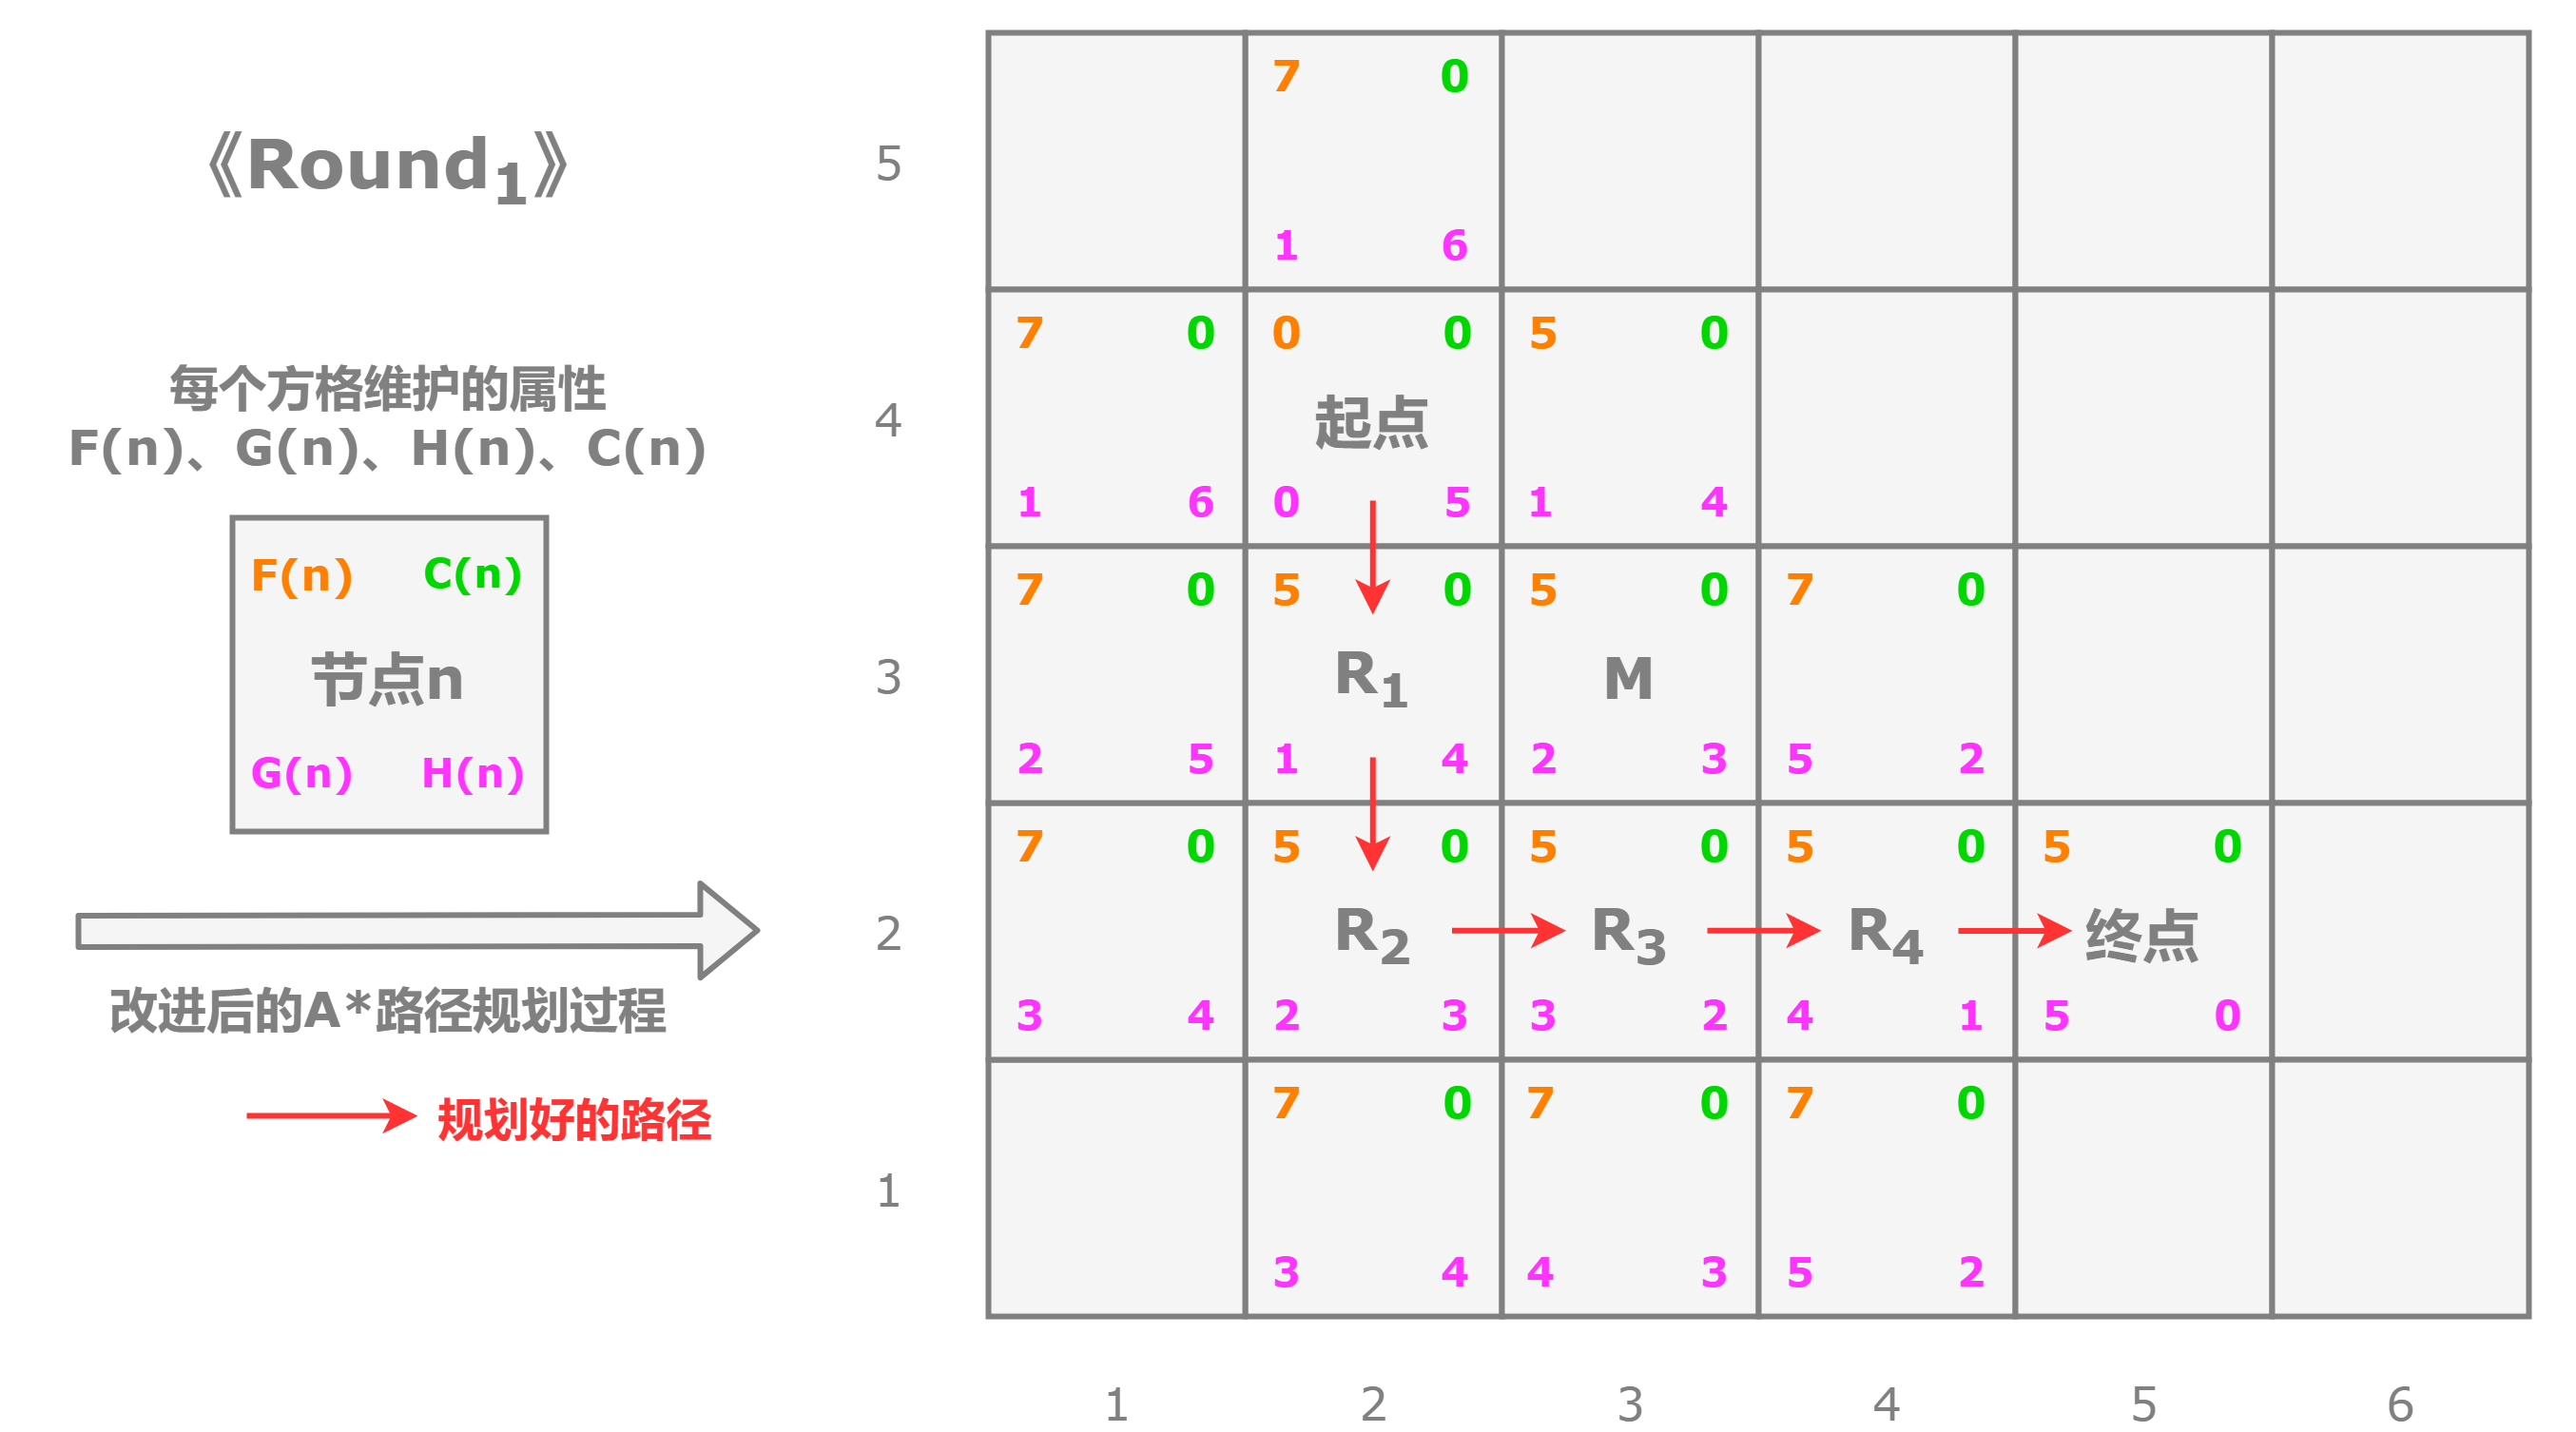 《Round1》
每个方格维护的属性
F(n)、G(n)、H(n)、C(n)
F(n) C(n)
节点n
G(n) H(n)
改进后的A*路径规划过程
规划好的路径
5
7 0
1 6
4
7 0 0 0 5 0
起点
1 6 0 5 1 4
3
7 0 5 0 5 0 7 0
R1 M
2 5 1 4 2 3 5 2
2
7 0 5 0 5 0 5 0 5 0
R2 R3 R4 终点
3 4 2 3 3 2 4 1 5 0
1
7 0 7 0 7 0
3 4 4 3 5 2
1 2 3 4 5 6